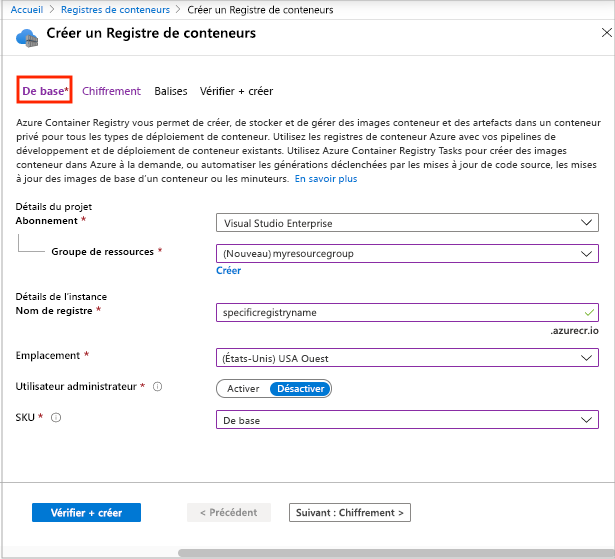 Accueil > Registres de conteneurs > Créer un Registre de conteneurs
Créer un Registre de conteneurs
De base* Chiffrement Balises Vérifier + créer
Azure Container Registry vous permet de créer, de stocker et de gérer des images conteneur et des artefacts dans un conteneur
privé pour tous les types de déploiement de conteneur. Utilisez les registres de conteneur Azure avec vos pipelines de
développement et de déploiement de conteneur existants. Utilisez Azure Container Registry Tasks pour créer des images
conteneur dans Azure à la demande, ou automatiser les générations déclenchées par les mises à jour de code source, les mises
à jour des images de base d'un conteneur ou les minuteurs. En savoir plus
Détails du projet
Abonnement * Visual Studio Enterprise
Groupe de ressources * (Nouveau) myresourcegroup
Créer
Détails de l'instance
Nom de registre * specificregistryname
.azurecr.io
Emplacement * (États-Unis) USA Ouest
Utilisateur administrateur * Activer Désactiver
SKU * De base
Vérifier + créer < Précédent Suivant : Chiffrement >